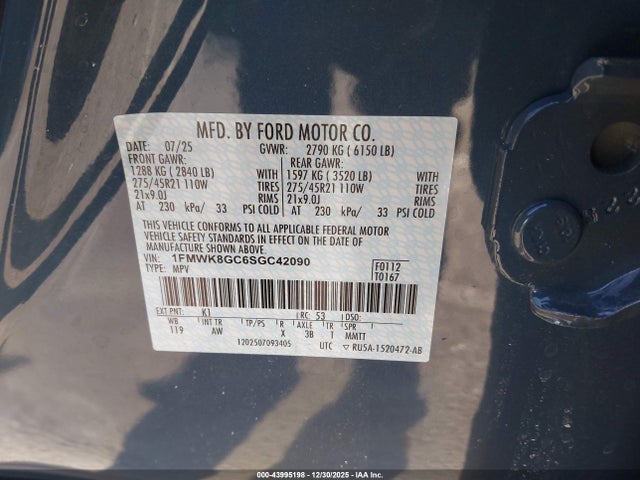 MFD. BY FORD MOTOR CO.
DATE: 07/25 GVWR: 2790 KG ( 6150 LB)
FRONT GAWR: REAR GAWR:
1288 KG ( 2840 LB) WITH 1597 KG ( 3520 LB) WITH
275/45R21 110W TIRES 275/45R21 110W TIRES
21x9.0J RIMS 21x9.0J RIMS
AT 230 kPa/ 33 PSI COLD AT 230 kPa/ 33 PSI COLD
THIS VEHICLE CONFORMS TO ALL APPLICABLE FEDERAL MOTOR
VEHICLE SAFETY STANDARDS IN EFFECT ON THE DATE OF
MANUFACTURE SHOWN ABOVE.
VIN: 1FMWK8GC6SGC42090 F0112
TYPE: MPV T0167
EXT PNT: K1 RC: 53 DSO:
WB INT TR TP/PS R AXLE TR SPR
119 AW X 3B T MMTT
1202507093405 UTC ▽ RU5A-1520472-AB
000-43995198 - 12/30/2025 - IAAI Copyright